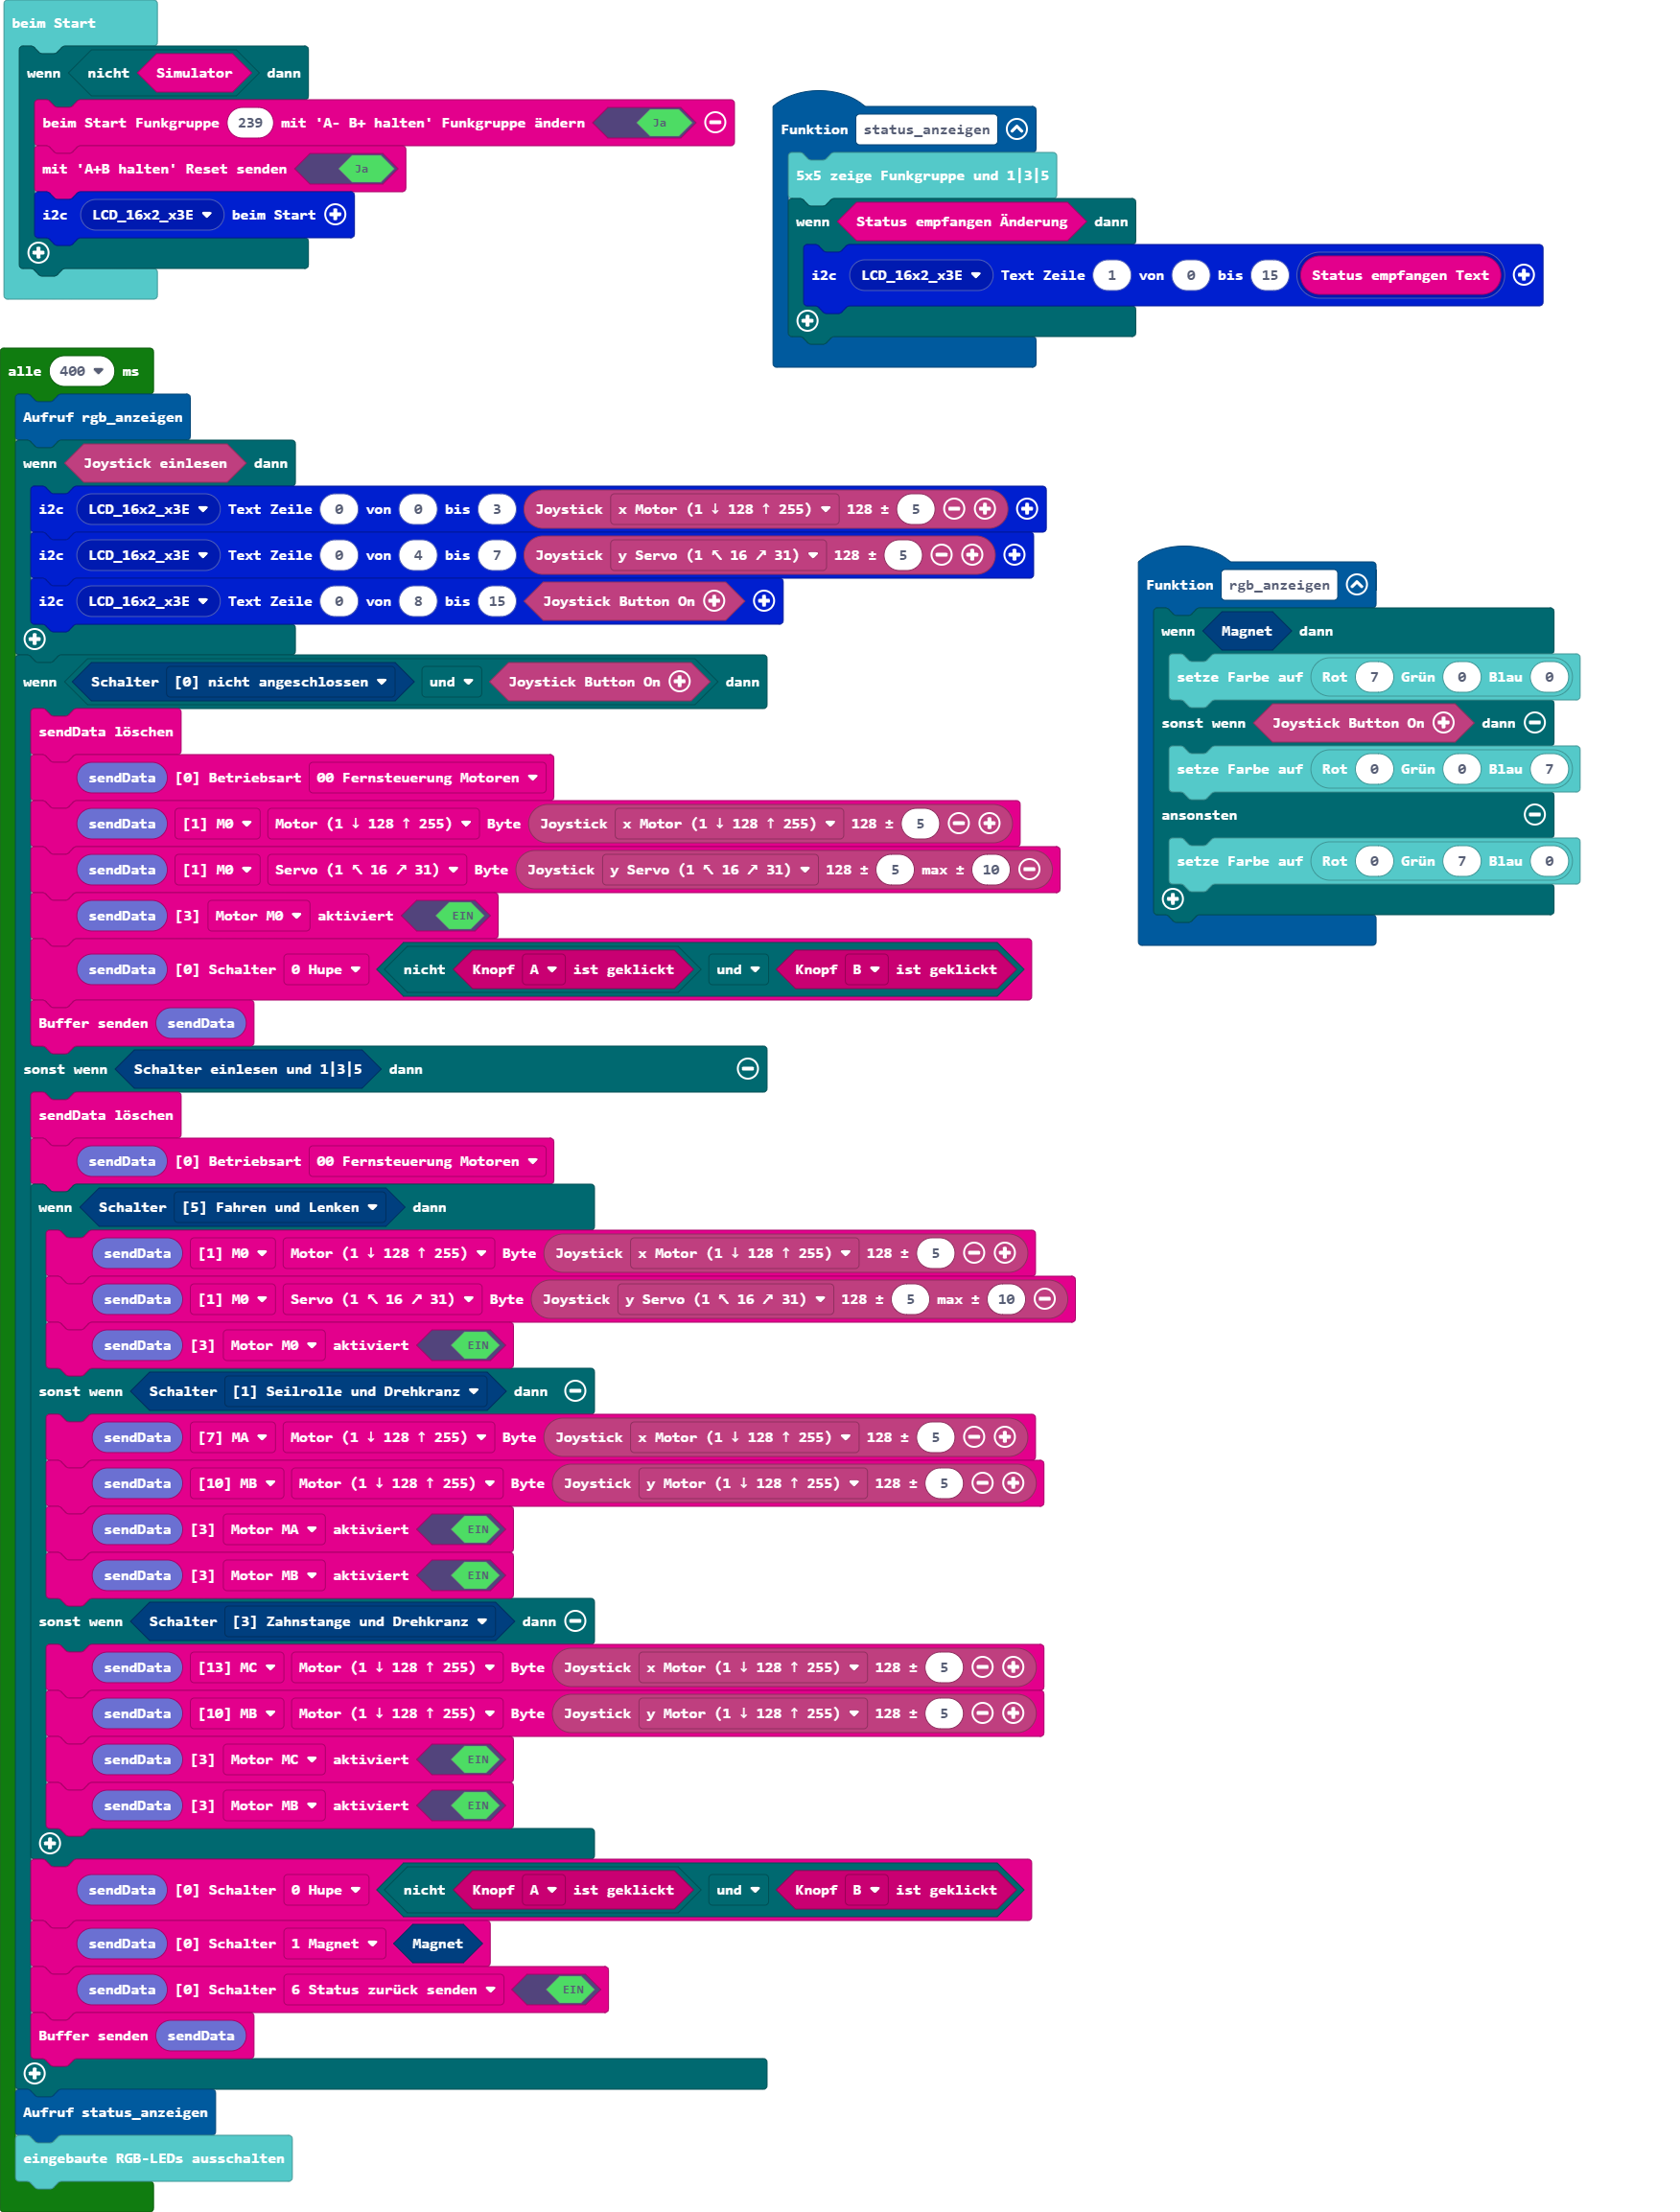 beim Start
wenn nicht Simulator dann
beim Start Funkgruppe 239 mit 'A- B+ halten' Funkgruppe ändern Ja
mit 'A+B halten' Reset senden Ja
i2c LCD_16x2_x3E beim Start
Funktion status_anzeigen
5x5 zeige Funkgruppe und 1|3|5
wenn Status empfangen Änderung dann
i2c LCD_16x2_x3E Text Zeile 1 von 0 bis 15 Status empfangen Text
alle 400 ms
Aufruf rgb_anzeigen
wenn Joystick einlesen dann
i2c LCD_16x2_x3E Text Zeile 0 von 0 bis 3 Joystick x Motor (1 ↓ 128 ↑ 255) 128 ± 5
i2c LCD_16x2_x3E Text Zeile 0 von 4 bis 7 Joystick y Servo (1 ↖ 16 ↗ 31) 128 ± 5
i2c LCD_16x2_x3E Text Zeile 0 von 8 bis 15 Joystick Button On
wenn Schalter [0] nicht angeschlossen und Joystick Button On dann
sendData löschen
sendData [0] Betriebsart 00 Fernsteuerung Motoren
sendData [1] M0 Motor (1 ↓ 128 ↑ 255) Byte Joystick x Motor (1 ↓ 128 ↑ 255) 128 ± 5
sendData [1] M0 Servo (1 ↖ 16 ↗ 31) Byte Joystick y Servo (1 ↖ 16 ↗ 31) 128 ± 5 max ± 10
sendData [3] Motor M0 aktiviert EIN
sendData [0] Schalter 0 Hupe nicht Knopf A ist geklickt und Knopf B ist geklickt
Buffer senden sendData
sonst wenn Schalter einlesen und 1|3|5 dann
sendData löschen
sendData [0] Betriebsart 00 Fernsteuerung Motoren
wenn Schalter [5] Fahren und Lenken dann
sendData [1] M0 Motor (1 ↓ 128 ↑ 255) Byte Joystick x Motor (1 ↓ 128 ↑ 255) 128 ± 5
sendData [1] M0 Servo (1 ↖ 16 ↗ 31) Byte Joystick y Servo (1 ↖ 16 ↗ 31) 128 ± 5 max ± 10
sendData [3] Motor M0 aktiviert EIN
sonst wenn Schalter [1] Seilrolle und Drehkranz dann
sendData [7] MA Motor (1 ↓ 128 ↑ 255) Byte Joystick x Motor (1 ↓ 128 ↑ 255) 128 ± 5
sendData [10] MB Motor (1 ↓ 128 ↑ 255) Byte Joystick y Motor (1 ↓ 128 ↑ 255) 128 ± 5
sendData [3] Motor MA aktiviert EIN
sendData [3] Motor MB aktiviert EIN
sonst wenn Schalter [3] Zahnstange und Drehkranz dann
sendData [13] MC Motor (1 ↓ 128 ↑ 255) Byte Joystick x Motor (1 ↓ 128 ↑ 255) 128 ± 5
sendData [10] MB Motor (1 ↓ 128 ↑ 255) Byte Joystick y Motor (1 ↓ 128 ↑ 255) 128 ± 5
sendData [3] Motor MC aktiviert EIN
sendData [3] Motor MB aktiviert EIN
sendData [0] Schalter 0 Hupe nicht Knopf A ist geklickt und Knopf B ist geklickt
sendData [0] Schalter 1 Magnet Magnet
sendData [0] Schalter 6 Status zurück senden EIN
Buffer senden sendData
Aufruf status_anzeigen
eingebaute RGB-LEDs ausschalten
Funktion rgb_anzeigen
wenn Magnet dann
setze Farbe auf Rot 7 Grün 0 Blau 0
sonst wenn Joystick Button On dann
setze Farbe auf Rot 0 Grün 0 Blau 7
ansonsten
setze Farbe auf Rot 0 Grün 7 Blau 0